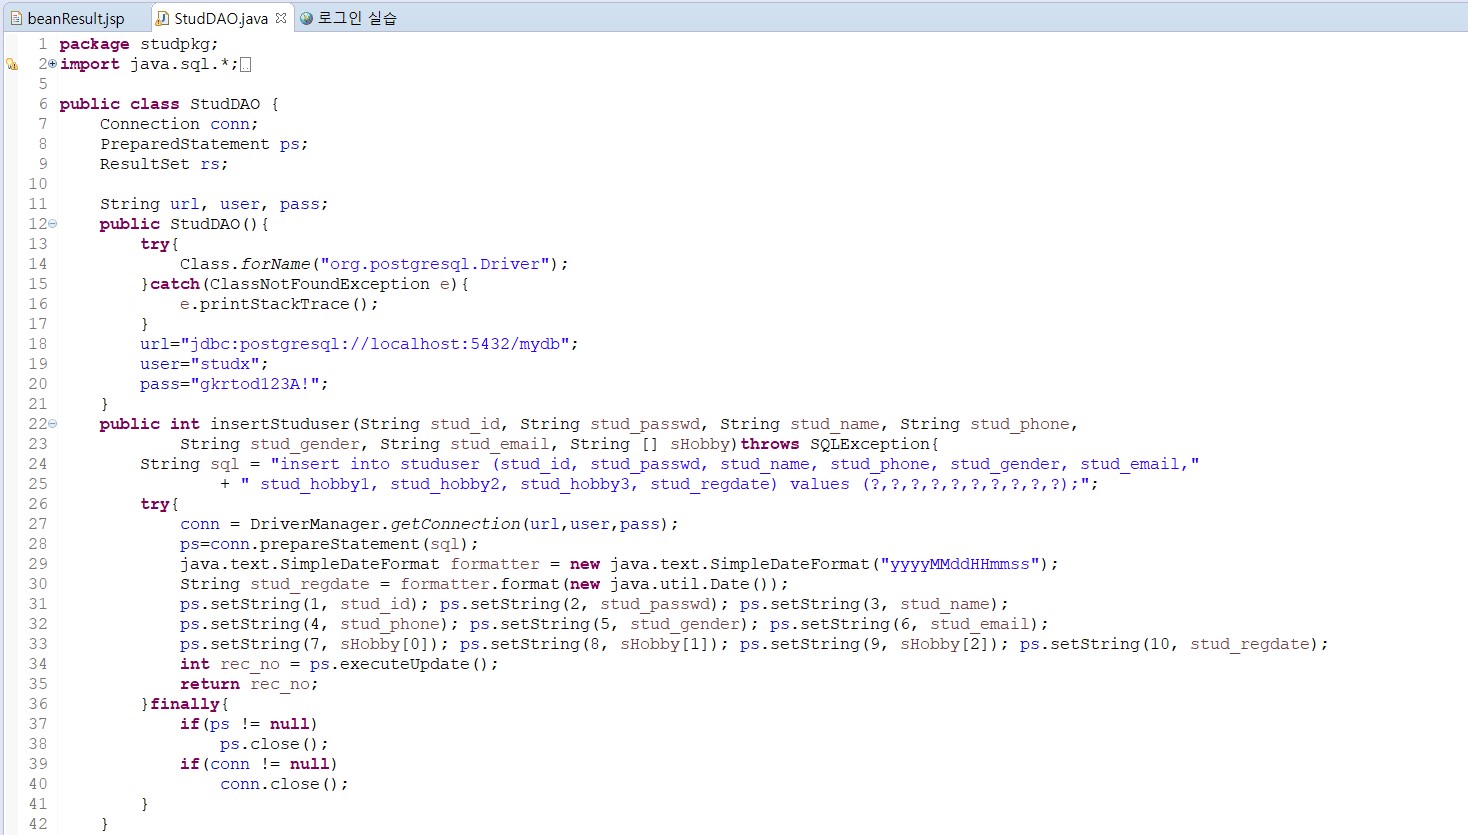 beanResult.jsp StudDAO.java 로그인 실습
1 package studpkg;
2 import java.sql.*;
5
6 public class StudDAO {
7 Connection conn;
8 PreparedStatement ps;
9 ResultSet rs;
10
11 String url, user, pass;
12 public StudDAO(){
13 try{
14 Class.forName("org.postgresql.Driver");
15 }catch(ClassNotFoundException e){
16 e.printStackTrace();
17 }
18 url="jdbc:postgresql://localhost:5432/mydb";
19 user="studx";
20 pass="gkrtod123A!";
21 }
22 public int insertStuduser(String stud_id, String stud_passwd, String stud_name, String stud_phone,
23 String stud_gender, String stud_email, String [] sHobby)throws SQLException{
24 String sql = "insert into studuser (stud_id, stud_passwd, stud_name, stud_phone, stud_gender, stud_email,"
25 + " stud_hobby1, stud_hobby2, stud_hobby3, stud_regdate) values (?,?,?,?,?,?,?,?,?,?);";
26 try{
27 conn = DriverManager.getConnection(url,user,pass);
28 ps=conn.prepareStatement(sql);
29 java.text.SimpleDateFormat formatter = new java.text.SimpleDateFormat("yyyyMMddHHmmss");
30 String stud_regdate = formatter.format(new java.util.Date());
31 ps.setString(1, stud_id); ps.setString(2, stud_passwd); ps.setString(3, stud_name);
32 ps.setString(4, stud_phone); ps.setString(5, stud_gender); ps.setString(6, stud_email);
33 ps.setString(7, sHobby[0]); ps.setString(8, sHobby[1]); ps.setString(9, sHobby[2]); ps.setString(10, stud_regdate);
34 int rec_no = ps.executeUpdate();
35 return rec_no;
36 }finally{
37 if(ps != null)
38 ps.close();
39 if(conn != null)
40 conn.close();
41 }
42 }